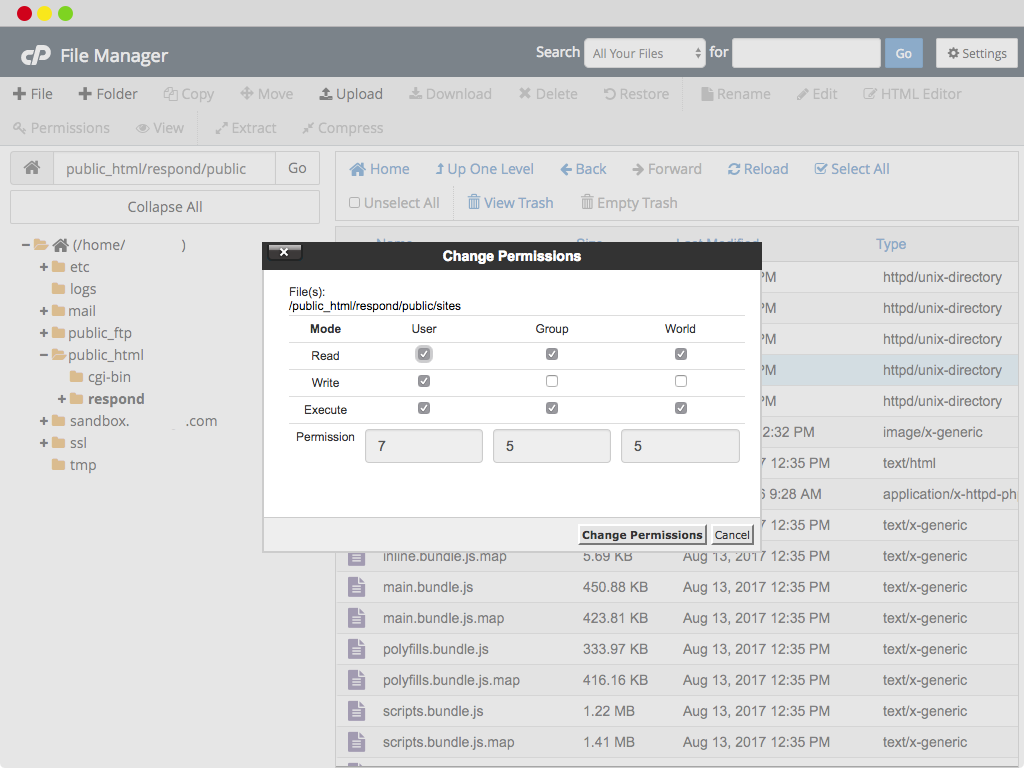 cP File Manager Search All Your Files for Go Settings
File Folder Copy Move Upload Download Delete Restore Rename Edit HTML Editor
Permissions View Extract Compress
public_html/respond/public Go
Collapse All
(/home/ )
etc
logs
mail
public_ftp
public_html
cgi-bin
respond
sandbox. .com
ssl
tmp
Home Up One Level Back Forward Reload Select All
Unselect All View Trash Empty Trash
Name Size Last Modified Type
PM httpd/unix-directory
PM httpd/unix-directory
PM httpd/unix-directory
PM httpd/unix-directory
PM httpd/unix-directory
2:32 PM image/x-generic
7 12:35 PM text/html
9:28 AM application/x-httpd-ph
7 12:35 PM text/x-generic
Change Permissions
File(s):
/public_html/respond/public/sites
Mode User Group World
Read
Write
Execute
Permission 7 5 5
Change Permissions Cancel
inline.bundle.js.map 5.69 KB Aug 13, 2017 12:35 PM text/x-generic
main.bundle.js 450.88 KB Aug 13, 2017 12:35 PM text/x-generic
main.bundle.js.map 423.81 KB Aug 13, 2017 12:35 PM text/x-generic
polyfills.bundle.js 333.97 KB Aug 13, 2017 12:35 PM text/x-generic
polyfills.bundle.js.map 416.16 KB Aug 13, 2017 12:35 PM text/x-generic
scripts.bundle.js 1.22 MB Aug 13, 2017 12:35 PM text/x-generic
scripts.bundle.js.map 1.41 MB Aug 13, 2017 12:35 PM text/x-generic